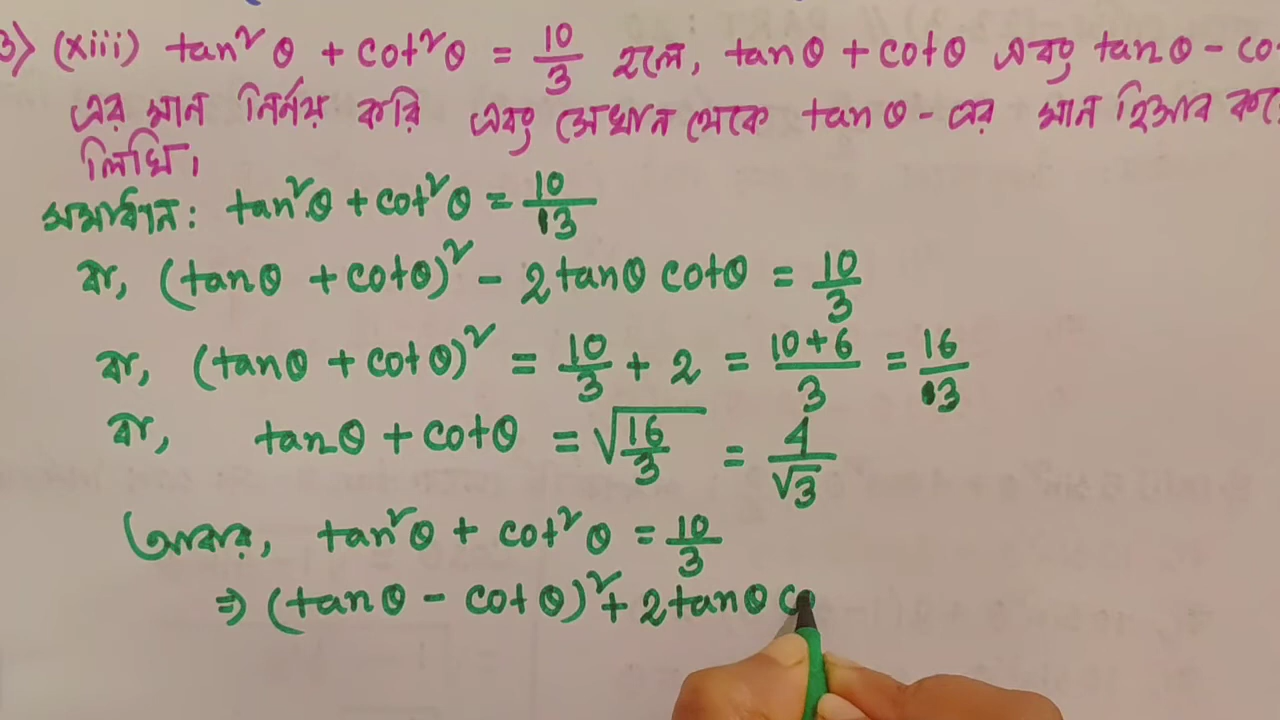 3) (xiii) tan²θ + cot²θ = 10/3 হলে, tanθ + cotθ এবং tanθ - co
এর মান নির্ণয় করি এবং সেখান থেকে tanθ - এর মান হিসাব করে
লিখি।
সমাধান: tan²θ + cot²θ = 10/3
বা, (tanθ + cotθ)² - 2tanθ cotθ = 10/3
বা, (tanθ + cotθ)² = 10/3 + 2 = (10+6)/3 = 16/3
বা, tanθ + cotθ = √(16/3) = 4/√3
আবার, tan²θ + cot²θ = 10/3
⇒ (tanθ - cotθ)² + 2tanθ c